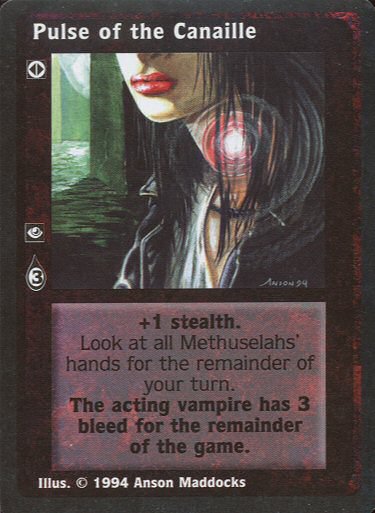 Pulse of the Canaille
3
ANSON 94
+1 stealth.
Look at all Methuselahs'
hands for the remainder of
your turn.
The acting vampire has 3
bleed for the remainder
of the game.
Illus. © 1994 Anson Maddocks